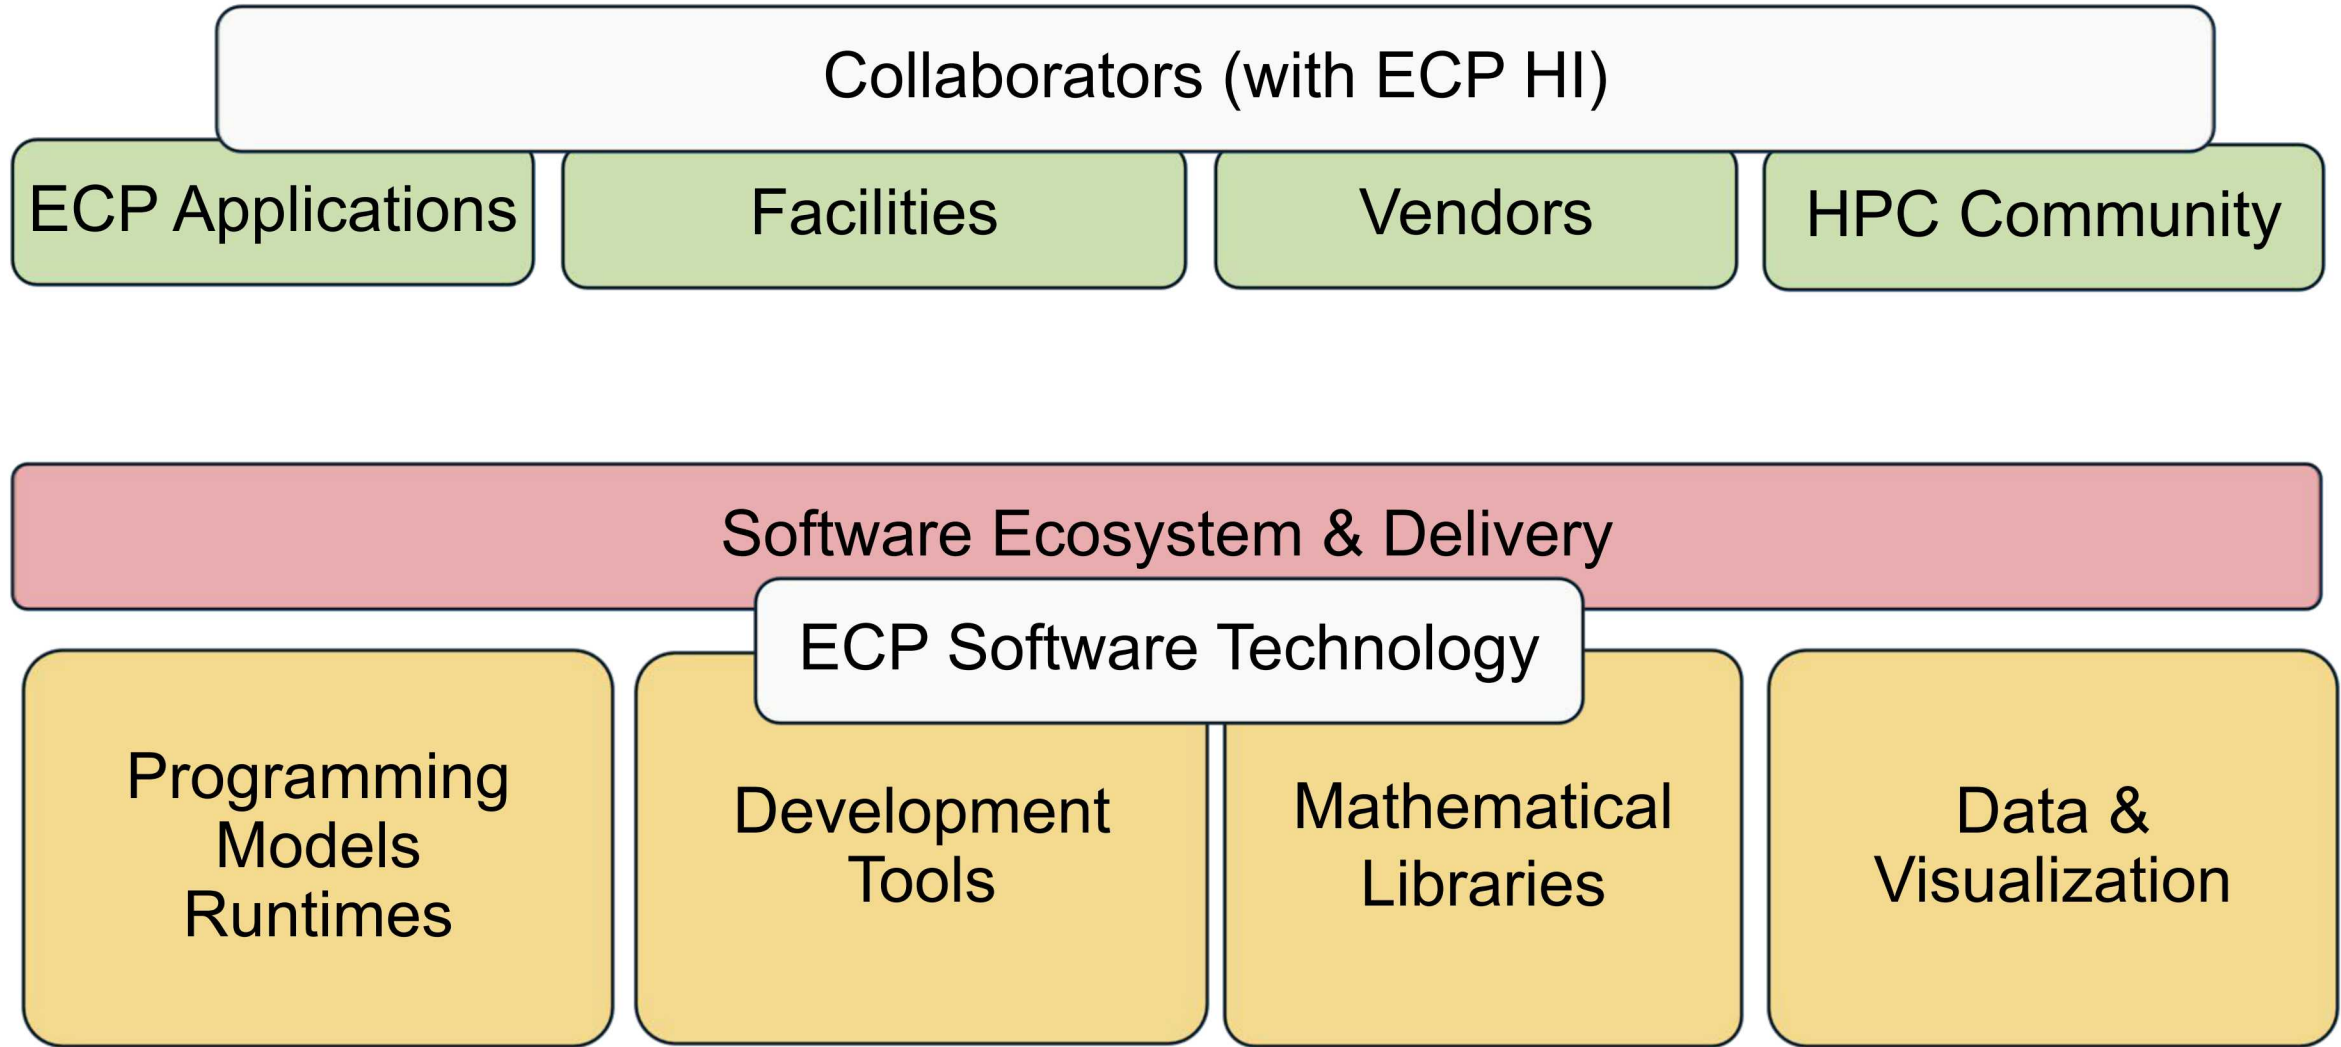 Collaborators (with ECP HI)
ECP Applications
Facilities
Vendors
HPC Community
Software Ecosystem & Delivery
ECP Software Technology
Programming
Models
Runtimes
Development
Tools
Mathematical
Libraries
Data &
Visualization